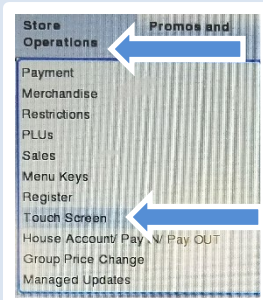 Store Promos and
Operations
Payment
Merchandise
Restrictions
PLUs
Sales
Menu Keys
Register
Touch Screen
House Account/ Pay IN/ Pay OUT
Group Price Change
Managed Updates